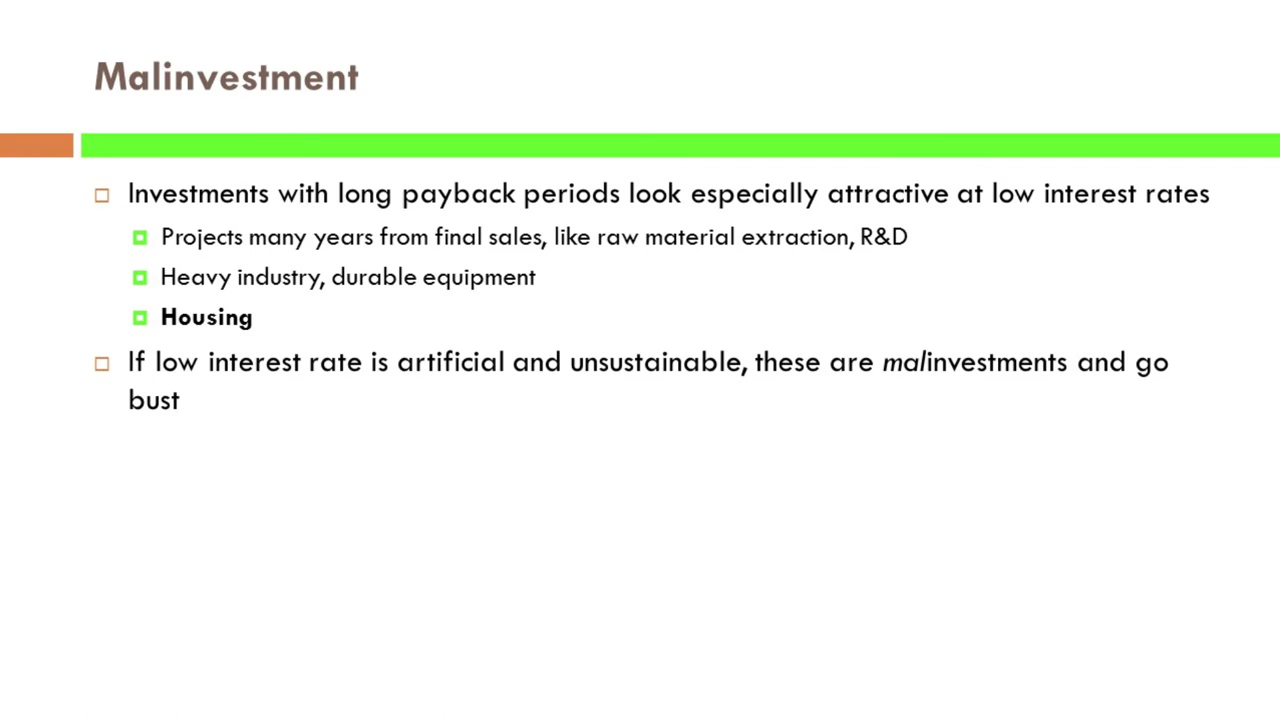 Malinvestment
Investments with long payback periods look especially attractive at low interest rates
Projects many years from final sales, like raw material extraction, R&D
Heavy industry, durable equipment
Housing
If low interest rate is artificial and unsustainable, these are malinvestments and go
bust